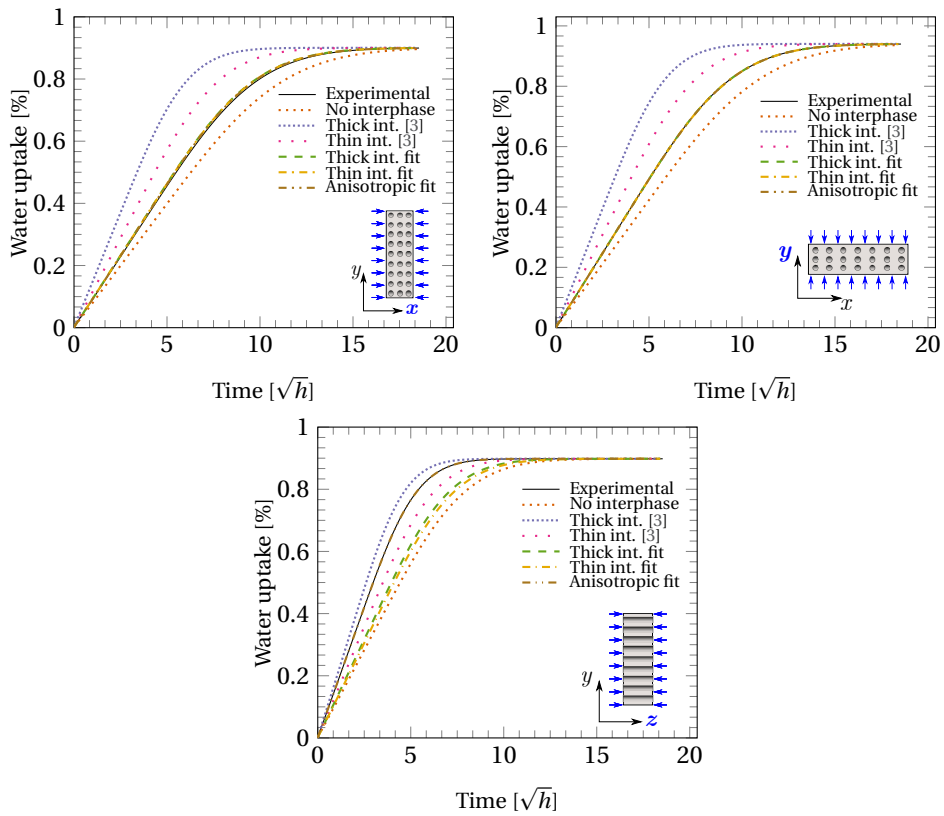 Water uptake [%]
0
0.2
0.4
0.6
0.8
1
0
5
10
15
20
Time [√h]
Experimental
No interphase
Thick int. [3]
Thin int. [3]
Thick int. fit
Thin int. fit
Anisotropic fit
y
x
Water uptake [%]
0
0.2
0.4
0.6
0.8
1
0
5
10
15
20
Time [√h]
Experimental
No interphase
Thick int. [3]
Thin int. [3]
Thick int. fit
Thin int. fit
Anisotropic fit
y
x
Water uptake [%]
0
0.2
0.4
0.6
0.8
1
0
5
10
15
20
Time [√h]
Experimental
No interphase
Thick int. [3]
Thin int. [3]
Thick int. fit
Thin int. fit
Anisotropic fit
y
z